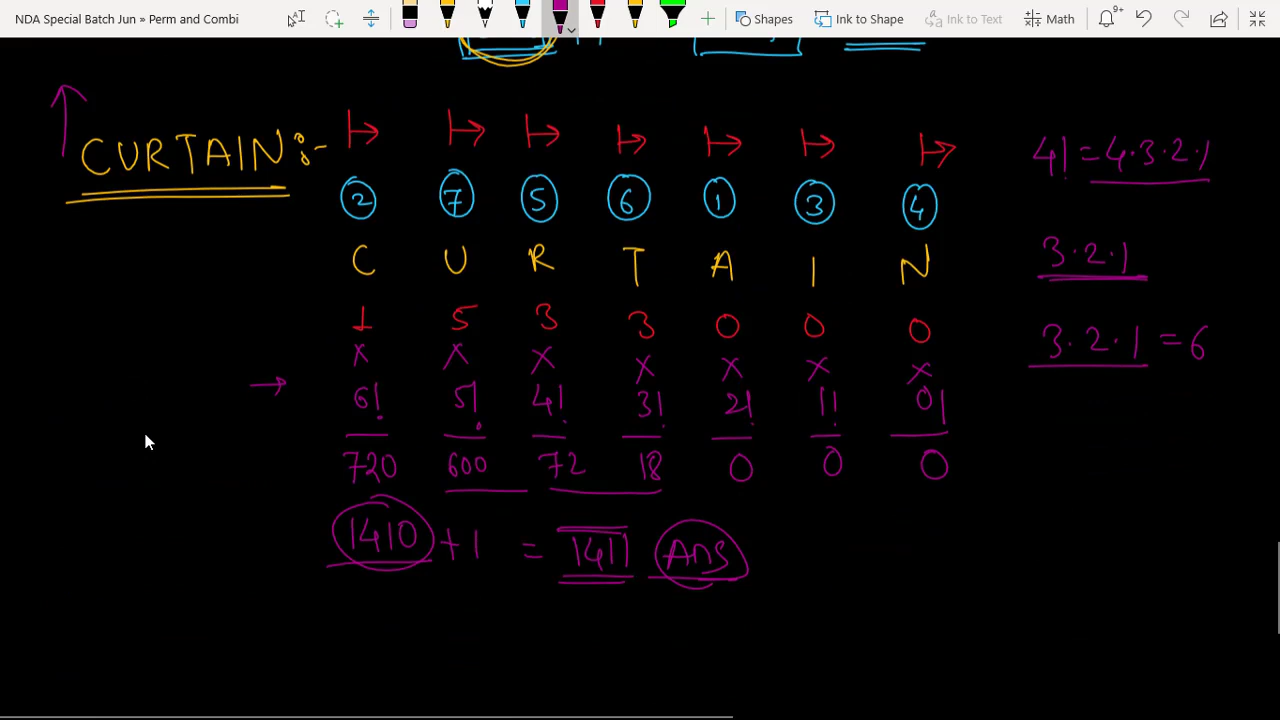 NDA Special Batch Jun » Perm and Combi
Shapes Ink to Shape Ink to Text Math 9+
CURTAIN:-
2 7 5 6 1 3 4
C U R T A I N
1 5 3 3 0 0 0
x x x x x x x
6! 5! 4! 3! 2! 1! 0!
720 600 72 18 0 0 0
1410 + 1 = 1411 Ans
4! = 4·3·2·1
3·2·1
3·2·1 = 6